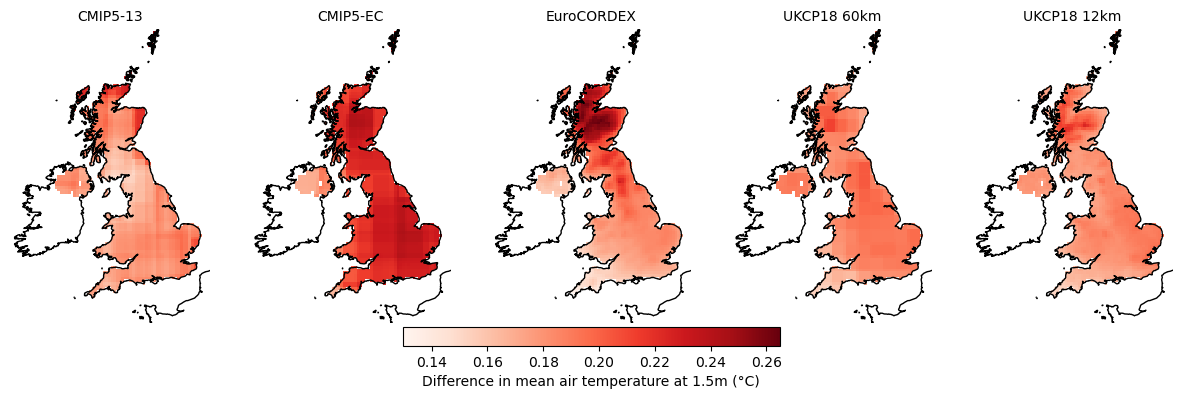 CMIP5-13
CMIP5-EC
EuroCORDEX
UKCP18 60km
UKCP18 12km
0.14 0.16 0.18 0.20 0.22 0.24 0.26
Difference in mean air temperature at 1.5m (°C)